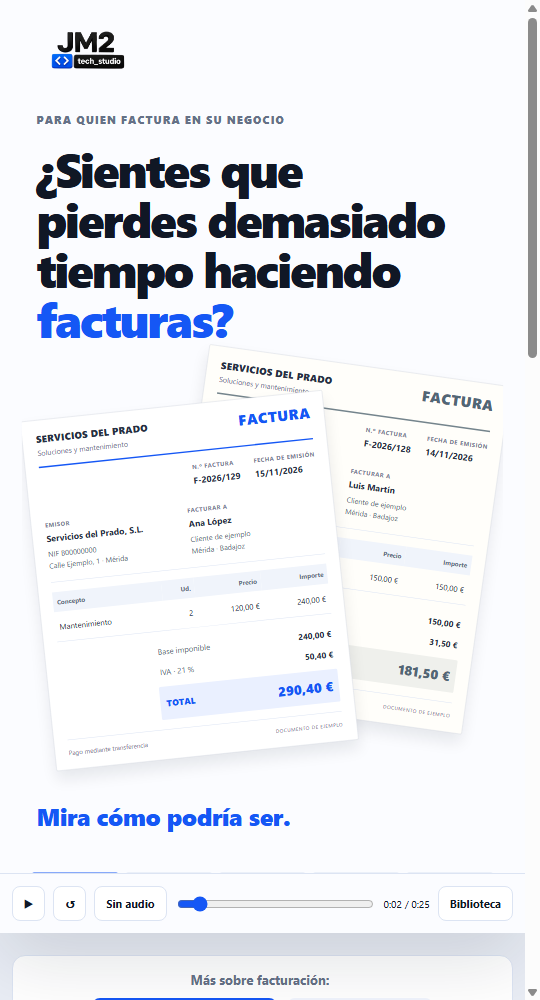 JM2
<> tech_studio
PARA QUIEN FACTURA EN SU NEGOCIO
¿Sientes que
pierdes demasiado
tiempo haciendo
facturas?
SERVICIOS DEL PRADO
Soluciones y mantenimiento
FACTURA
N.º FACTURA
F-2026/128
FECHA DE EMISIÓN
14/11/2026
FACTURAR A
Luis Martín
Cliente de ejemplo
Mérida · Badajoz
Precio
Importe
150,00 €
150,00 €
150,00 €
31,50 €
181,50 €
DOCUMENTO DE EJEMPLO
SERVICIOS DEL PRADO
Soluciones y mantenimiento
FACTURA
N.º FACTURA
F-2026/129
FECHA DE EMISIÓN
15/11/2026
EMISOR
Servicios del Prado, S.L.
NIF B00000000
Calle Ejemplo, 1 · Mérida
FACTURAR A
Ana López
Cliente de ejemplo
Mérida · Badajoz
Concepto Ud. Precio Importe
Mantenimiento 2 120,00 € 240,00 €
Base imponible 240,00 €
IVA · 21 % 50,40 €
TOTAL 290,40 €
Pago mediante transferencia
DOCUMENTO DE EJEMPLO
Mira cómo podría ser.
Sin audio 0:02 / 0:25 Biblioteca
Más sobre facturación: